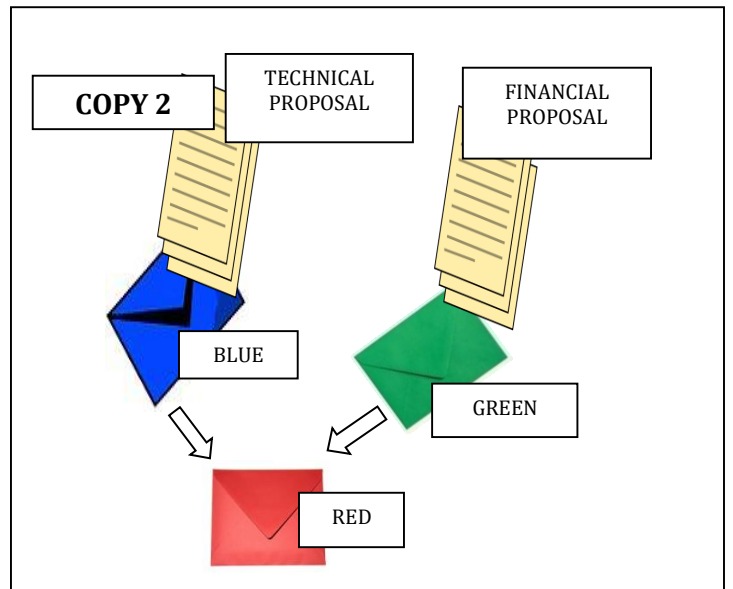 COPY 2
TECHNICAL
PROPOSAL
FINANCIAL
PROPOSAL
BLUE
GREEN
RED